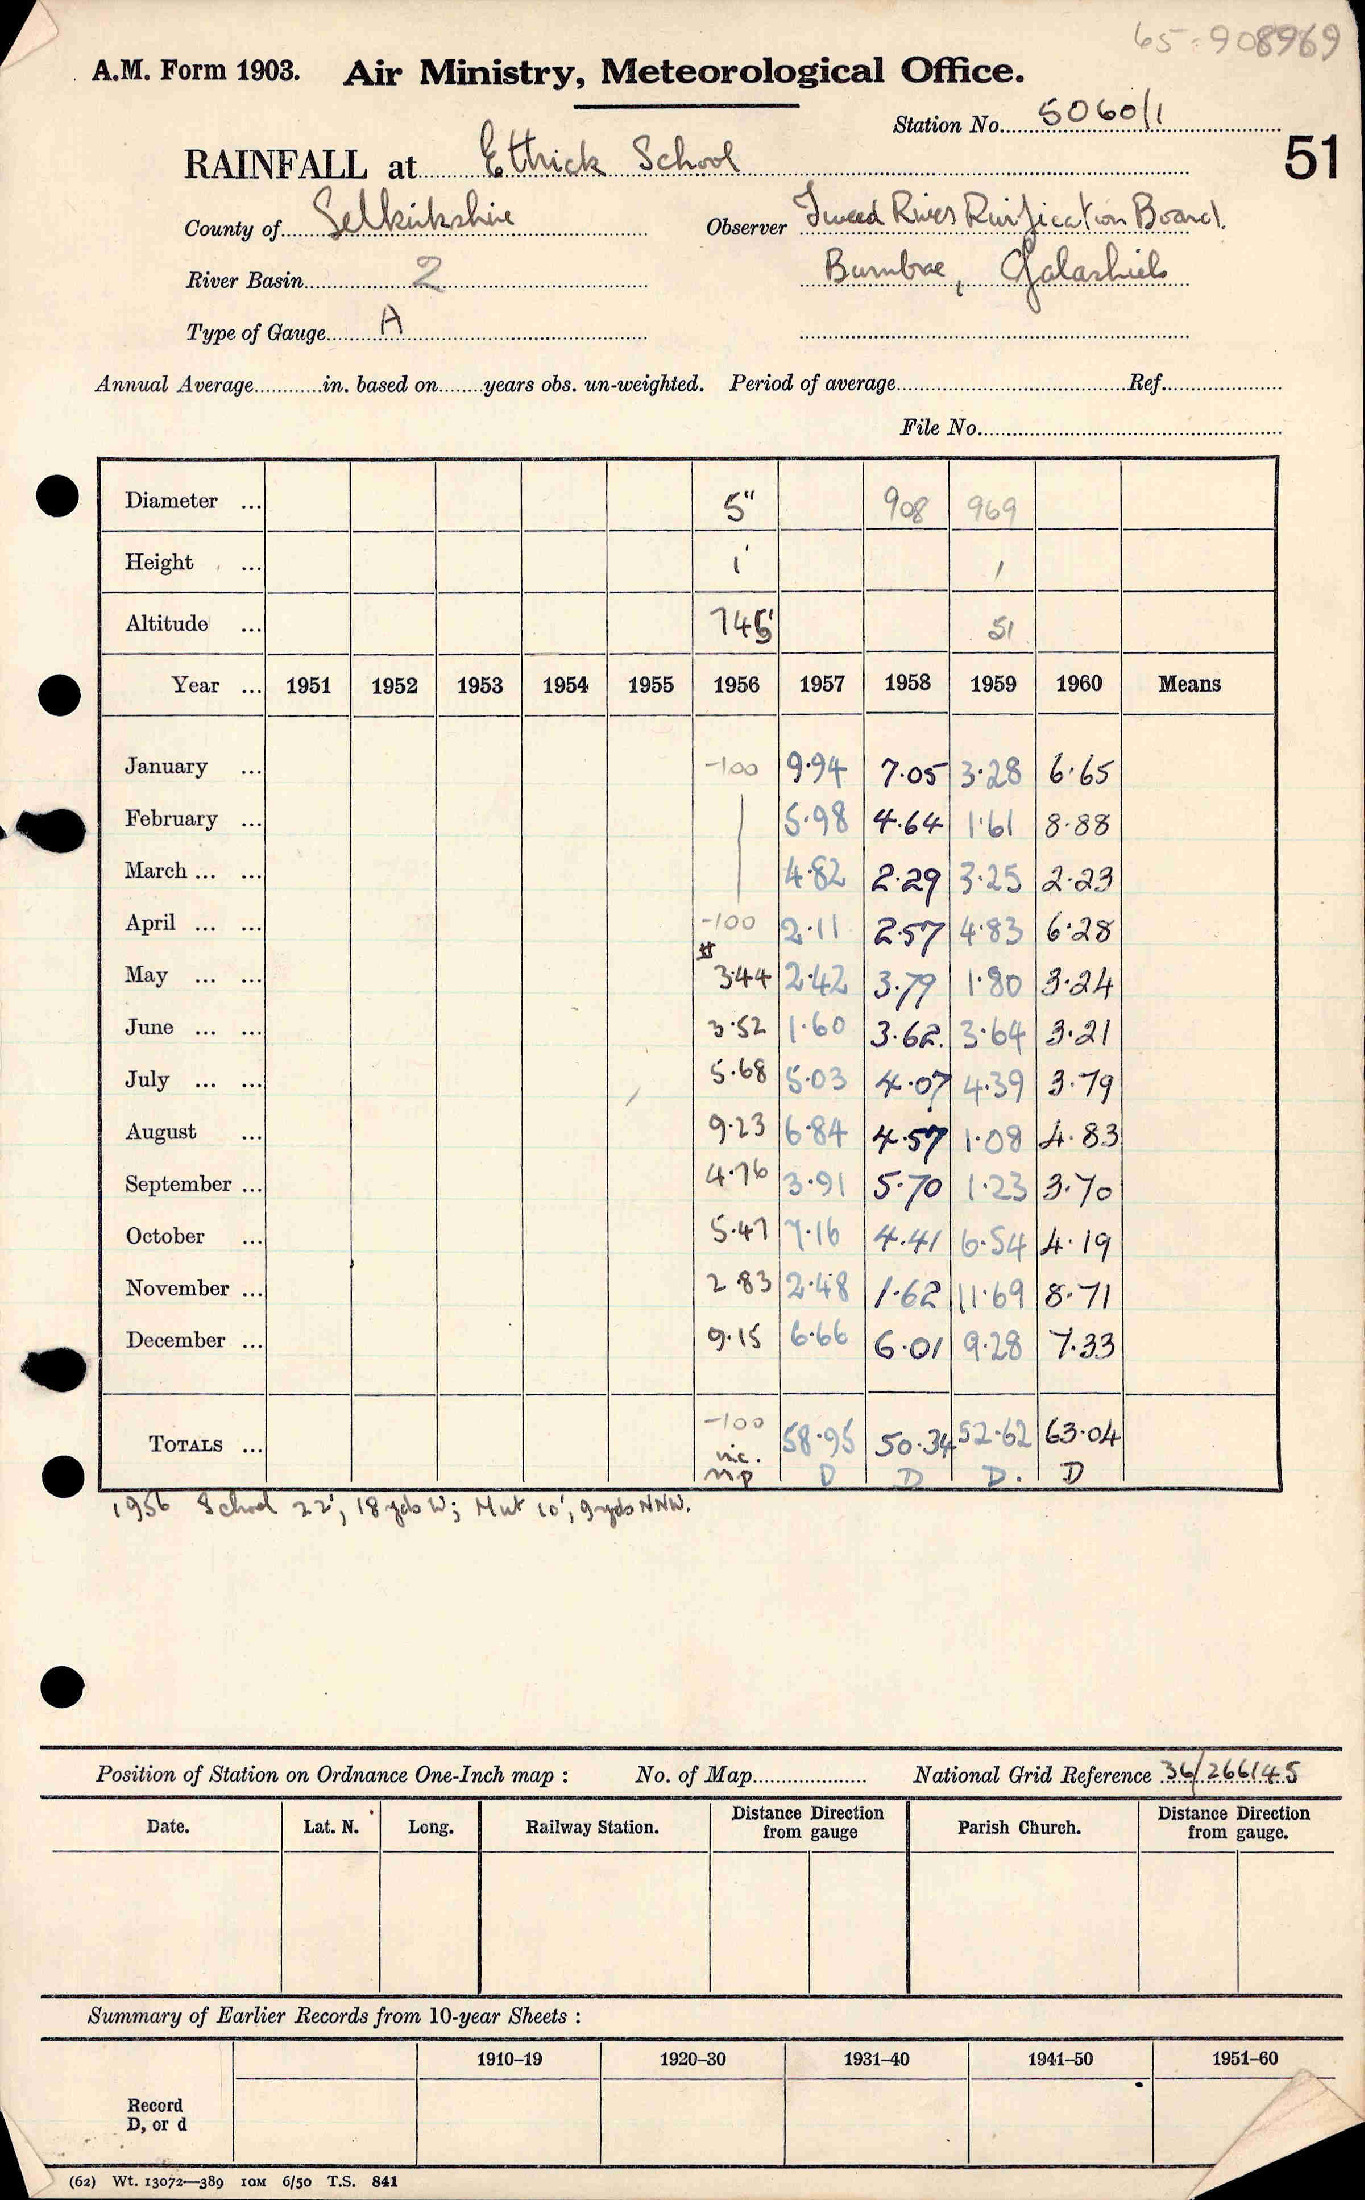 65-908969
A.M. Form 1903. Air Ministry, Meteorological Office.
Station No. 5060/1
RAINFALL at Ettrick School 51
County of Selkirkshire Observer Tweed River Purification Board.
River Basin 2 Burnbrae, Galashiels
Type of Gauge A
Annual Average in. based on years obs. un-weighted. Period of average Ref.
File No.
Diameter ... 5" 908 969
Height ... 1' 1
Altitude ... 745' 51
Year ... 1951 1952 1953 1954 1955 1956 1957 1958 1959 1960 Means
January ... -100 9.94 7.05 3.28 6.65
February ... 5.98 4.64 1.61 8.88
March ... ... 4.82 2.29 3.25 2.23
April ... ... -100 2.11 2.57 4.83 6.28
May ... ... # 3.44 2.42 3.79 1.80 3.24
June ... ... 3.52 1.60 3.62. 3.64 3.21
July ... ... 5.68 5.03 4.07 4.39 3.79
August ... 9.23 6.84 4.57 1.08 4.83
September ... 4.76 3.91 5.70 1.23 3.70
October ... 5.47 7.16 4.41 6.54 4.19
November ... 2.83 2.48 1.62 11.69 8.71
December ... 9.15 6.66 6.01 9.28 7.33
TOTALS ... -100 58.95 50.34 52.62 63.04
inc. D D D. D
1956 School 22', 18 yds W; Hut 10', 9 yds NNW.
Position of Station on Ordnance One-Inch map : No. of Map National Grid Reference 36/266145
Date. Lat. N. Long. Railway Station. Distance Direction from gauge Parish Church. Distance Direction from gauge.
Summary of Earlier Records from 10-year Sheets :
1910–19 1920–30 1931–40 1941–50 1951–60
Record
D, or d
(62) Wt. 13072—389 10M 6/50 T.S. 841